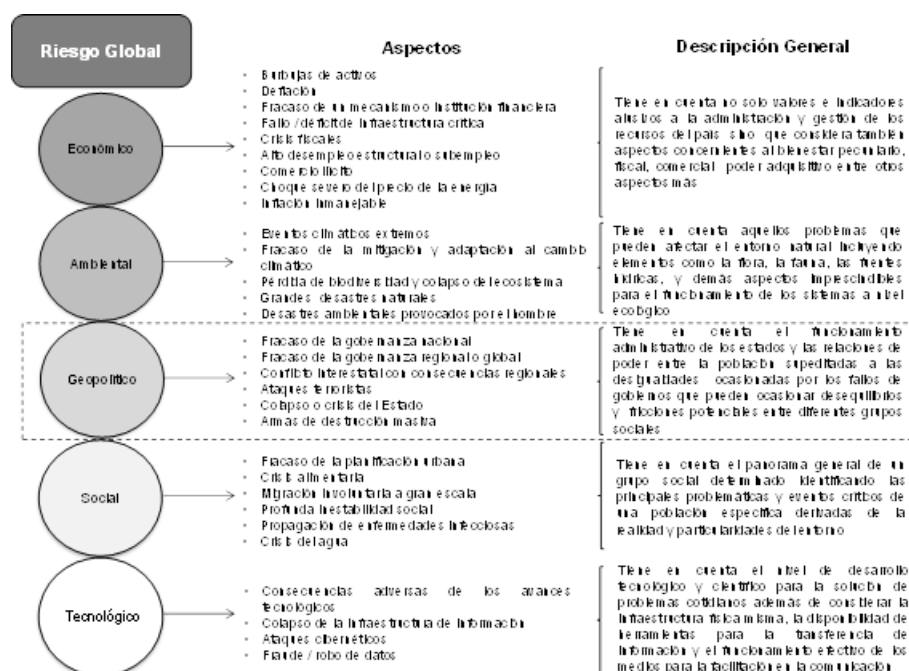 Riesgo Global
Aspectos
Descripción General
Económico
• Burbujas de activos
• Deflación
• Fracaso de un mecanismo o institución financiera
• Fallo / déficit de infraestructura crítica
• Crisis fiscales
• Alto desempleo estructural o subempleo
• Comercio ilícito
• Choque severo del precio de la energía
• Inflación inmanejable
Tiene en cuenta no solo valores e indicadores
alusivos a la administración y gestión de los
recursos del país sino que considera también
aspectos concernientes al bienestar pecuniario,
fiscal, comercial poder adquisitivo entre otros
aspectos más
Ambiental
• Eventos climáticos extremos
• Fracaso de la mitigación y adaptación al cambio
climático
• Pérdida de biodiversidad y colapso del ecosistema
• Grandes desastres naturales
• Desastres ambientales provocados por el hombre
Tiene en cuenta aquellos problemas que
pueden afectar el entorno natural incluyendo
elementos como la flora, la fauna, las fuentes
hídricas, y demás aspectos imprescindibles
para el funcionamiento de los sistemas a nivel
ecológico
Geopolítico
• Fracaso de la gobernanza nacional
• Fracaso de la gobernanza regional o global
• Conflicto interestatal con consecuencias regionales
• Ataques terroristas
• Colapso o crisis del Estado
• Armas de destrucción masiva
Tiene en cuenta el funcionamiento
administrativo de los estados y las relaciones de
poder entre la población supeditadas a las
desigualdades ocasionadas por los fallos de
gobiernos que pueden ocasionar desequilibrios
y fricciones potenciales entre diferentes grupos
sociales
Social
• Fracaso de la planificación urbana
• Crisis alimentaria
• Migración involuntaria a gran escala
• Profunda inestabilidad social
• Propagación de enfermedades infecciosas
• Crisis del agua
Tiene en cuenta el panorama general de un
grupo social determinado identificando las
principales problemáticas y eventos críticos de
una población especifica derivadas de la
realidad y particularidades del entorno
Tecnológico
• Consecuencias adversas de los avances
tecnológicos
• Colapso de la infraestructura de información
• Ataques cibernéticos
• Fraude / robo de datos
Tiene en cuenta el nivel de desarrollo
tecnológico y científico para la solución de
problemas cotidianos además de considerar la
infraestructura física misma, la disponibilidad de
herramientas para la transferencia de
información y el funcionamiento efectivo de los
medios para la facilitación en la comunicación